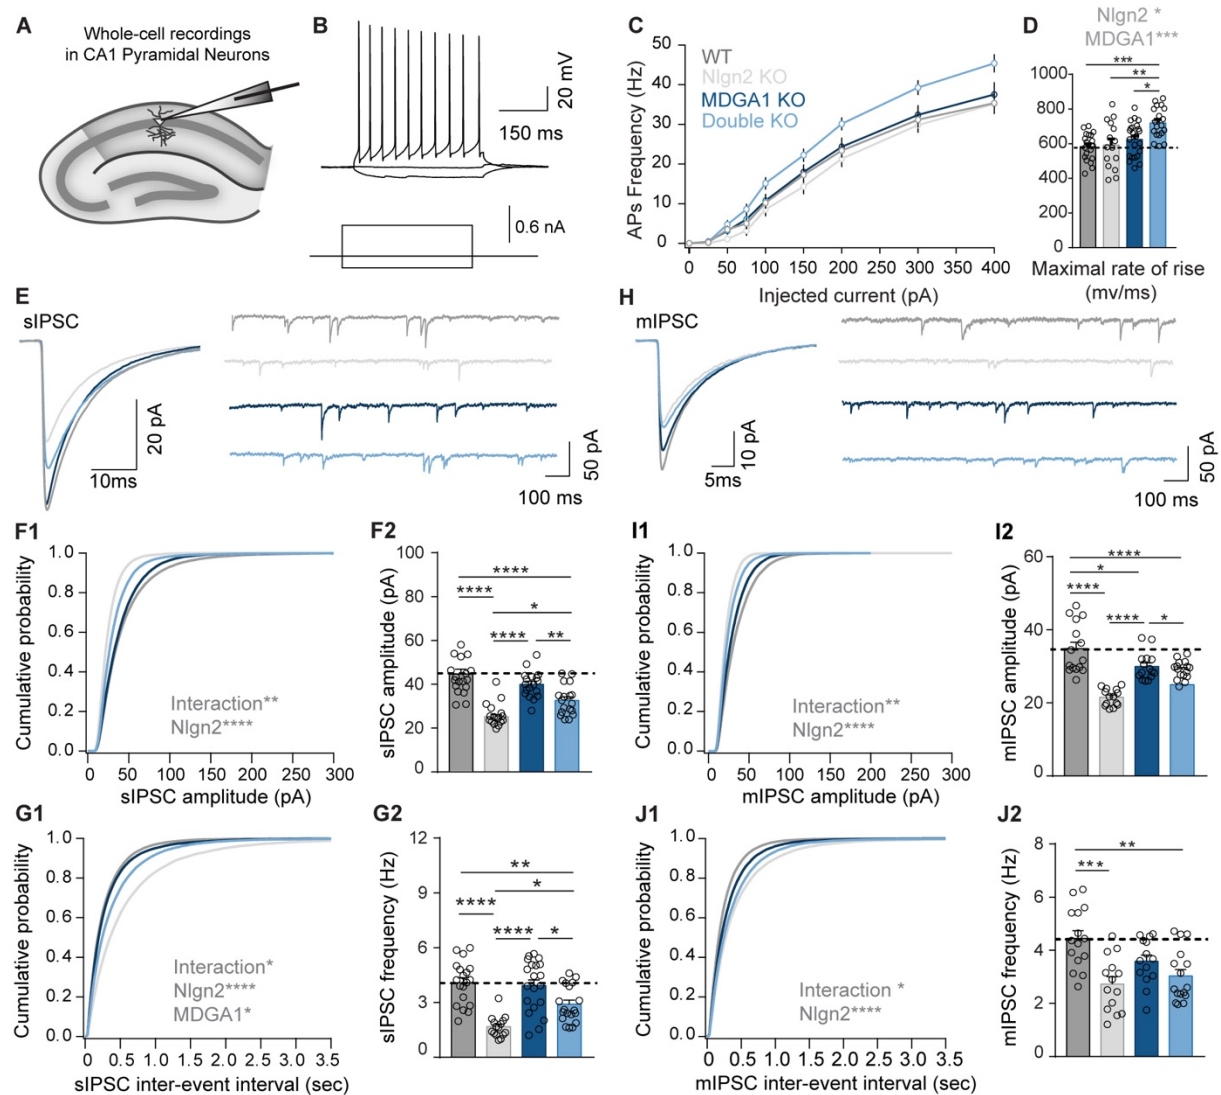 A
Whole-cell recordings
in CA1 Pyramidal Neurons
B
20 mV
150 ms
0.6 nA
C
APs Frequency (Hz)
50
40
30
20
10
0
WT
Nlgn2 KO
MDGA1 KO
Double KO
0 50 100 150 200 250 300 350 400
Injected current (pA)
D
Nlgn2 *
MDGA1***
***
**
*
1000
800
600
400
200
0
Maximal rate of rise
(mv/ms)
E
sIPSC
20 pA
10ms
50 pA
100 ms
H
mIPSC
10 pA
5ms
50 pA
100 ms
F1
Cumulative probability
1.0
0.8
0.6
0.4
0.2
0.0
Interaction**
Nlgn2****
0 50 100 150 200 250 300
sIPSC amplitude (pA)
F2
sIPSC amplitude (pA)
100
80
60
40
20
0
****
****
*
**** **
I1
Cumulative probability
1.0
0.8
0.6
0.4
0.2
0.0
Interaction**
Nlgn2****
0 50 100 150 200 250 300
mIPSC amplitude (pA)
I2
mIPSC amplitude (pA)
60
40
20
0
****
*
****
**** *
G1
Cumulative probability
1.0
0.8
0.6
0.4
0.2
0.0
Interaction*
Nlgn2****
MDGA1*
0 0.5 1.0 1.5 2.0 2.5 3.0 3.5
sIPSC inter-event interval (sec)
G2
sIPSC frequency (Hz)
12
9
6
3
0
**
*
****
**** *
J1
Cumulative probability
1.0
0.8
0.6
0.4
0.2
0.0
Interaction *
Nlgn2****
0 0.5 1.0 1.5 2.0 2.5 3.0 3.5
mIPSC inter-event interval (sec)
J2
mIPSC frequency (Hz)
8
6
4
2
0
**
***